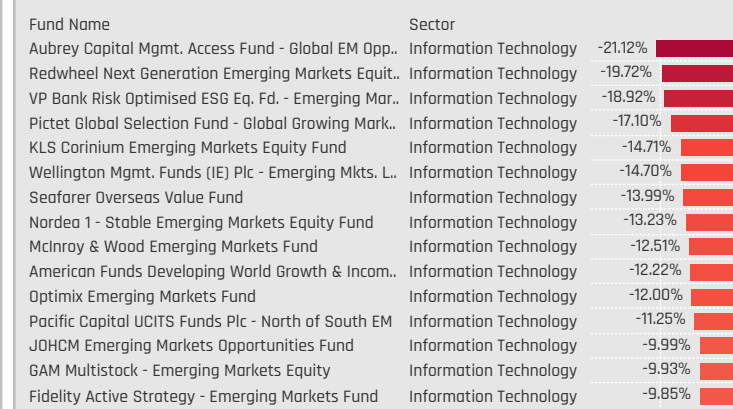 Fund Name Sector
Aubrey Capital Mgmt. Access Fund - Global EM Opp.. Information Technology -21.12%
Redwheel Next Generation Emerging Markets Equit.. Information Technology -19.72%
VP Bank Risk Optimised ESG Eq. Fd. - Emerging Mar.. Information Technology -18.92%
Pictet Global Selection Fund - Global Growing Mark.. Information Technology -17.10%
KLS Corinium Emerging Markets Equity Fund Information Technology -14.71%
Wellington Mgmt. Funds (IE) Plc - Emerging Mkts. L.. Information Technology -14.70%
Seafarer Overseas Value Fund Information Technology -13.99%
Nordea 1 - Stable Emerging Markets Equity Fund Information Technology -13.23%
McInroy & Wood Emerging Markets Fund Information Technology -12.51%
American Funds Developing World Growth & Incom.. Information Technology -12.22%
Optimix Emerging Markets Fund Information Technology -12.00%
Pacific Capital UCITS Funds Plc - North of South EM Information Technology -11.25%
JOHCM Emerging Markets Opportunities Fund Information Technology -9.99%
GAM Multistock - Emerging Markets Equity Information Technology -9.93%
Fidelity Active Strategy - Emerging Markets Fund Information Technology -9.85%